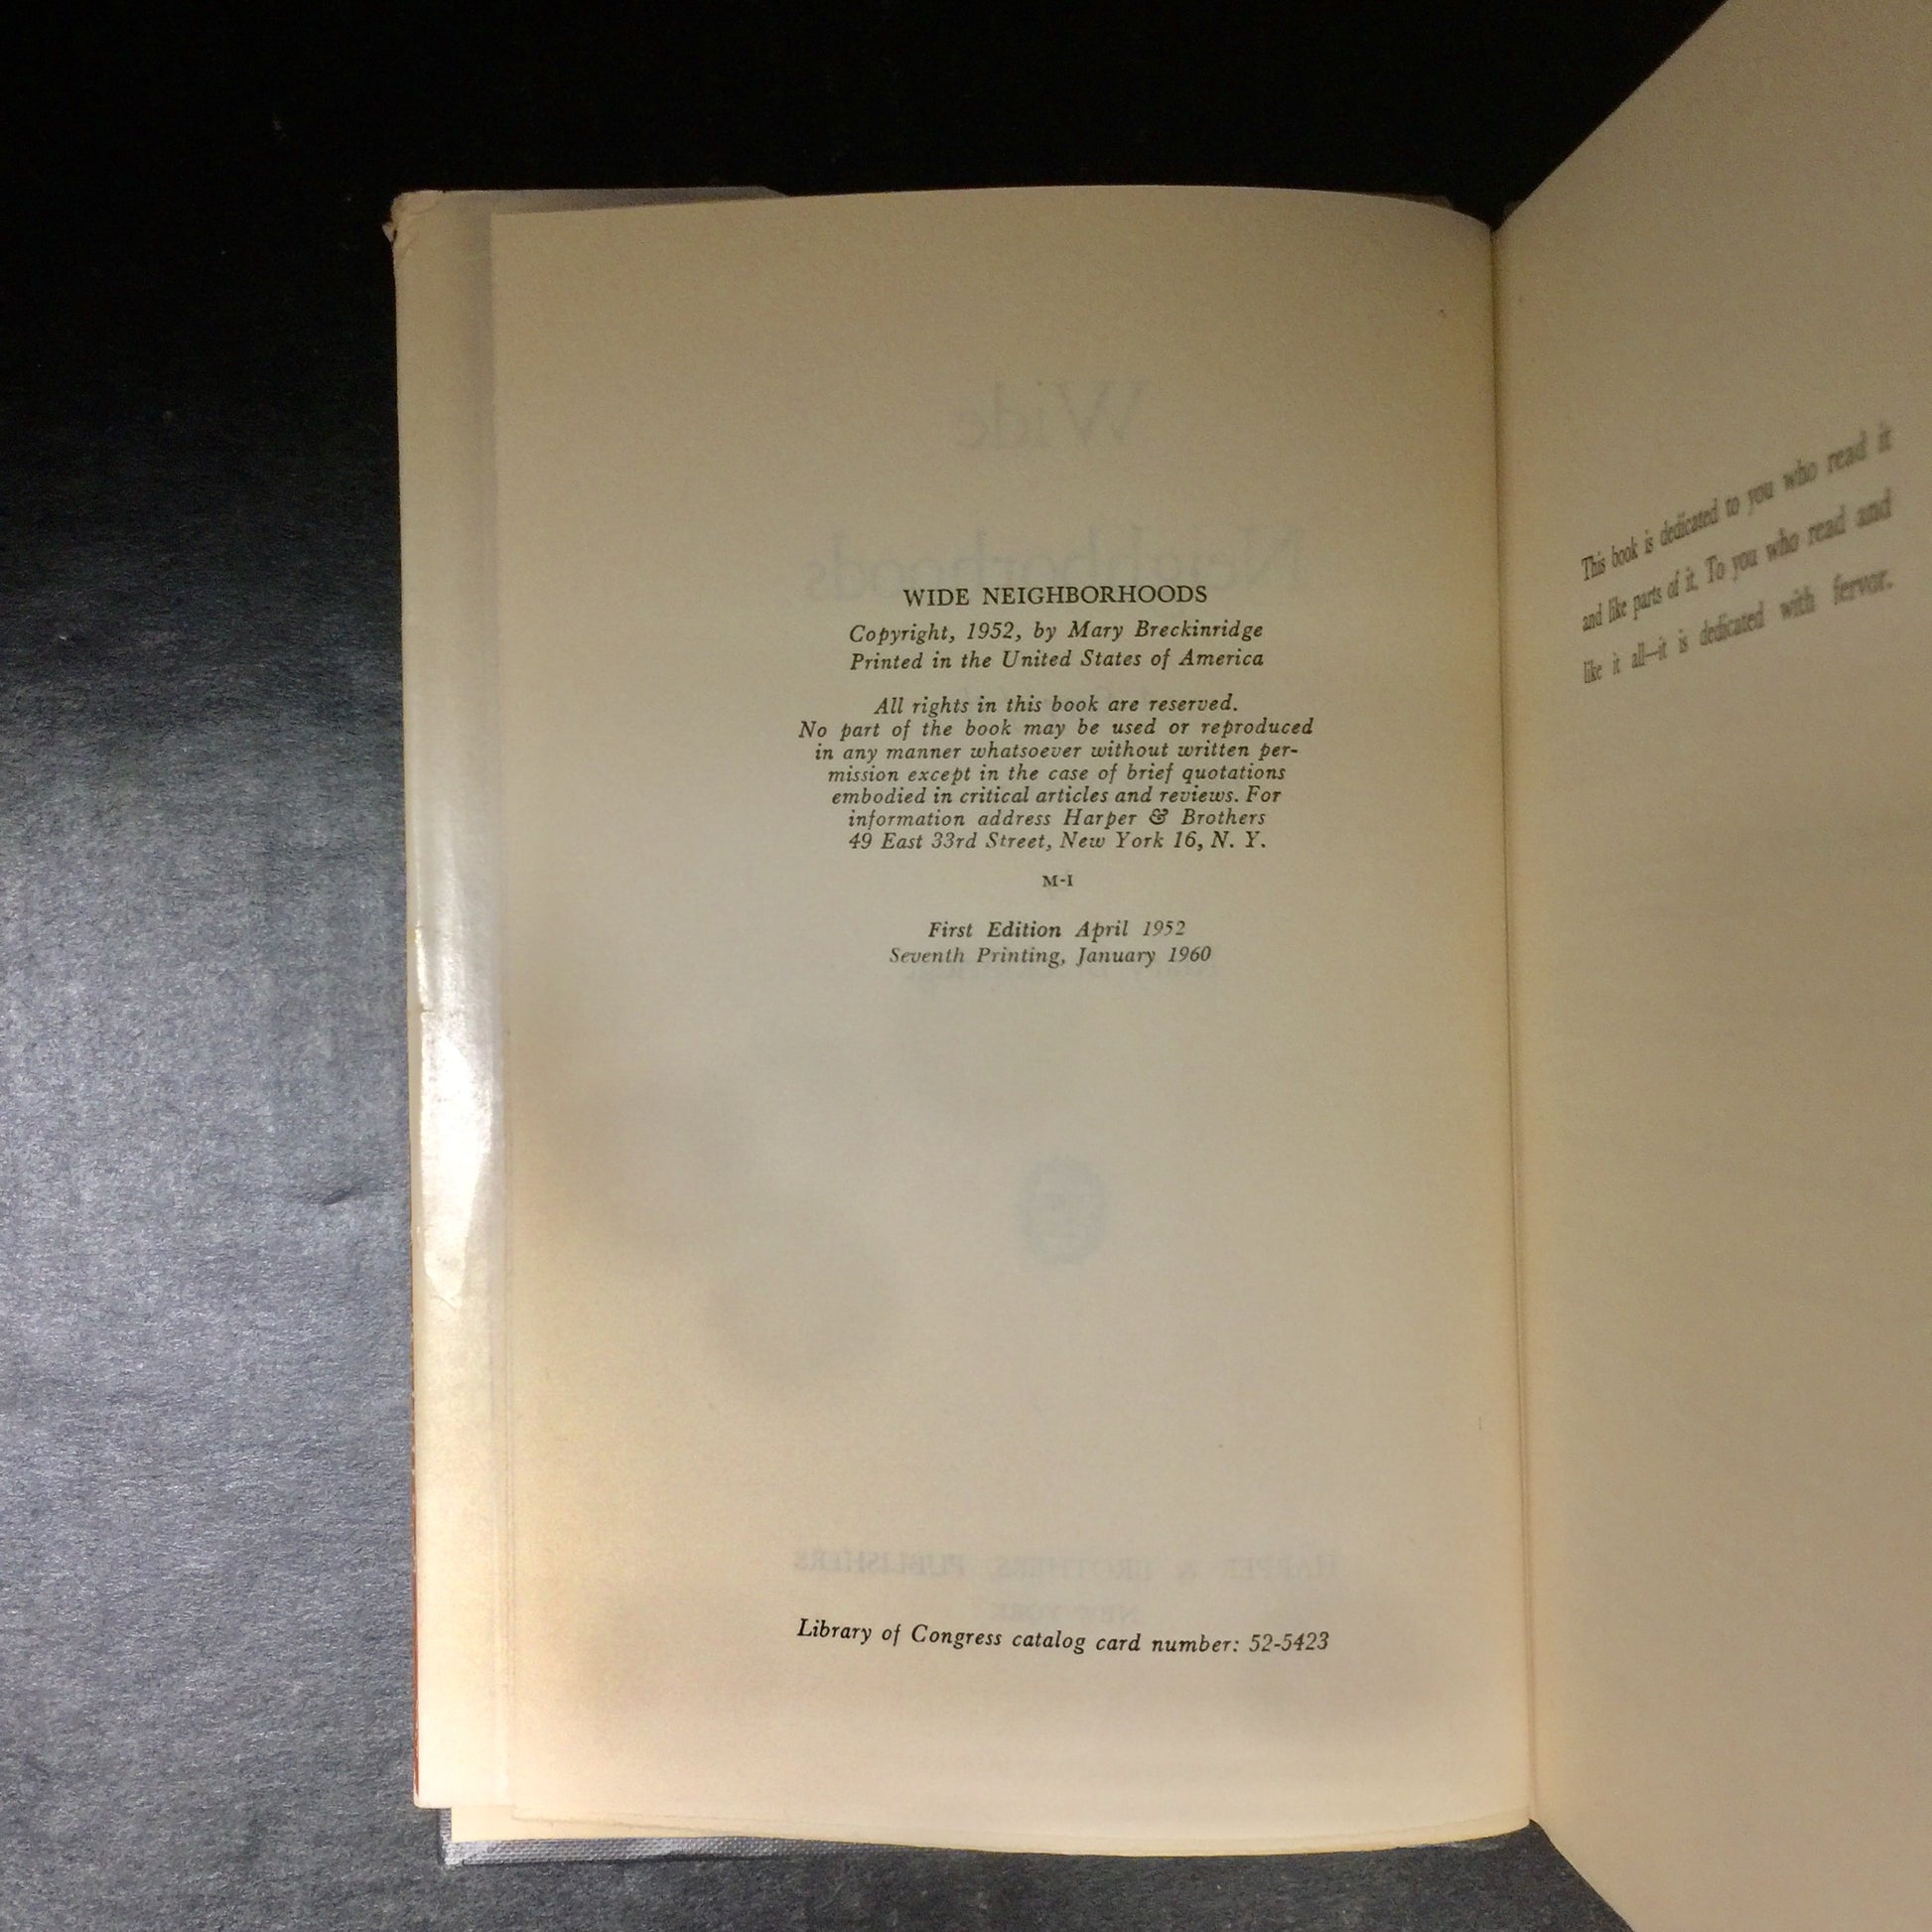 WIDE NEIGHBORHOODS
Copyright, 1952, by Mary Breckinridge
Printed in the United States of America
All rights in this book are reserved.
No part of the book may be used or reproduced
in any manner whatsoever without written per-
mission except in the case of brief quotations
embodied in critical articles and reviews. For
information address Harper & Brothers
49 East 33rd Street, New York 16, N. Y.
M-I
First Edition April 1952
Seventh Printing, January 1960
Library of Congress catalog card number: 52-5423
This book is dedicated to you who read it
and like parts of it. To you who read and
like it all—it is dedicated with fervor.